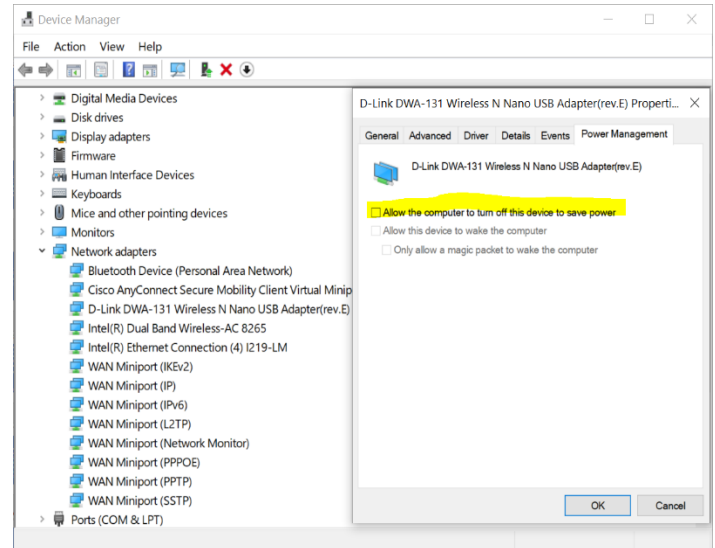 Device Manager
File Action View Help
Digital Media Devices
Disk drives
Display adapters
Firmware
Human Interface Devices
Keyboards
Mice and other pointing devices
Monitors
Network adapters
Bluetooth Device (Personal Area Network)
Cisco AnyConnect Secure Mobility Client Virtual Minip
D-Link DWA-131 Wireless N Nano USB Adapter(rev.E)
Intel(R) Dual Band Wireless-AC 8265
Intel(R) Ethernet Connection (4) I219-LM
WAN Miniport (IKEv2)
WAN Miniport (IP)
WAN Miniport (IPv6)
WAN Miniport (L2TP)
WAN Miniport (Network Monitor)
WAN Miniport (PPPOE)
WAN Miniport (PPTP)
WAN Miniport (SSTP)
Ports (COM & LPT)
D-Link DWA-131 Wireless N Nano USB Adapter(rev.E) Properti...
General Advanced Driver Details Events Power Management
D-Link DWA-131 Wireless N Nano USB Adapter(rev.E)
Allow the computer to turn off this device to save power
Allow this device to wake the computer
Only allow a magic packet to wake the computer
OK Cancel